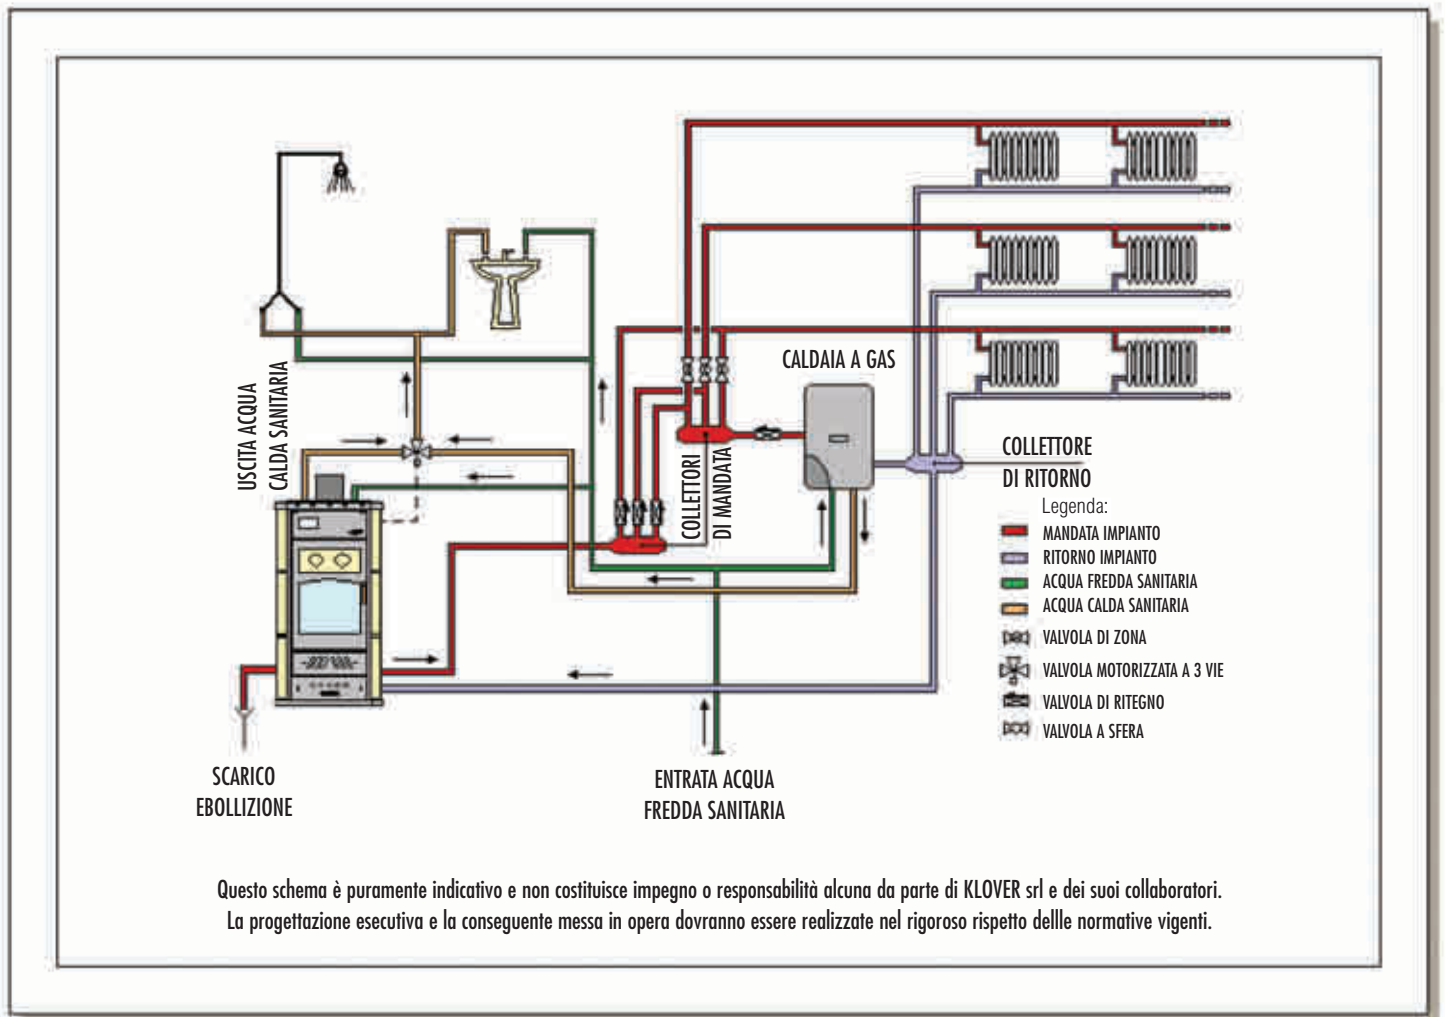 USCITA ACQUA
CALDA SANITARIA
CALDAIA A GAS
COLLETTORI
DI MANDATA
COLLETTORE
DI RITORNO
Legenda:
MANDATA IMPIANTO
RITORNO IMPIANTO
ACQUA FREDDA SANITARIA
ACQUA CALDA SANITARIA
VALVOLA DI ZONA
VALVOLA MOTORIZZATA A 3 VIE
VALVOLA DI RITEGNO
VALVOLA A SFERA
SCARICO
EBOLLIZIONE
ENTRATA ACQUA
FREDDA SANITARIA
Questo schema è puramente indicativo e non costituisce impegno o responsabilità alcuna da parte di KLOVER srl e dei suoi collaboratori.
La progettazione esecutiva e la conseguente messa in opera dovranno essere realizzate nel rigoroso rispetto dellle normative vigenti.